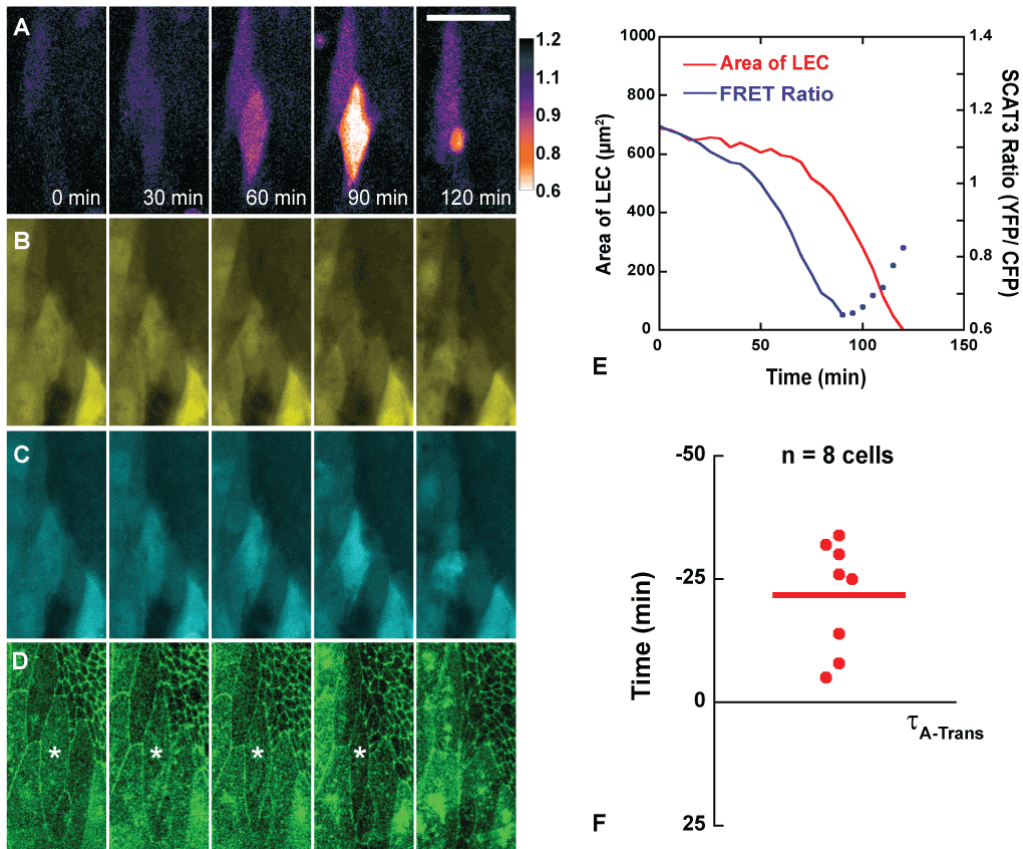 A
0 min
30 min
60 min
90 min
120 min
1.2
1.1
1.0
0.9
0.8
0.7
0.6
B
C
D
*
*
*
*
1000
800
600
400
200
0
Area of LEC (µm²)
Area of LEC
FRET Ratio
1.4
1.2
1
0.8
0.6
SCAT3 Ratio (YFP/ CFP)
0
50
100
150
Time (min)
E
n = 8 cells
-50
-25
0
25
Time (min)
τA-Trans
F